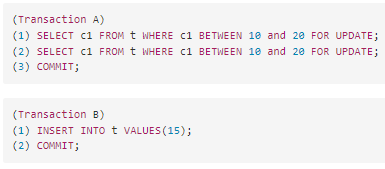 (Transaction A)
(1) SELECT c1 FROM t WHERE c1 BETWEEN 10 and 20 FOR UPDATE;
(2) SELECT c1 FROM t WHERE c1 BETWEEN 10 and 20 FOR UPDATE;
(3) COMMIT;
(Transaction B)
(1) INSERT INTO t VALUES(15);
(2) COMMIT;